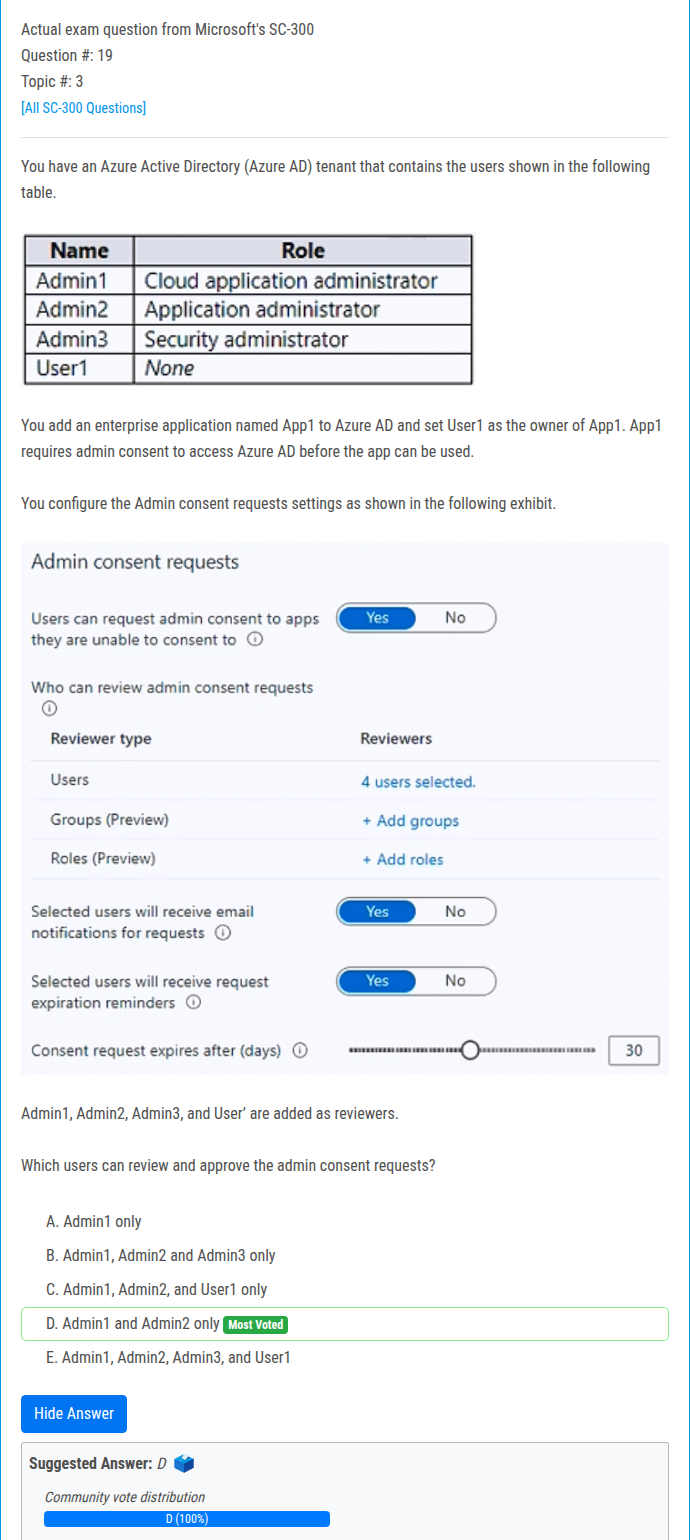 Actual exam question from Microsoft's SC-300
Question #: 19
Topic #: 3
[All SC-300 Questions]
You have an Azure Active Directory (Azure AD) tenant that contains the users shown in the following
table.
Name Role
Admin1 Cloud application administrator
Admin2 Application administrator
Admin3 Security administrator
User1 None
You add an enterprise application named App1 to Azure AD and set User1 as the owner of App1. App1
requires admin consent to access Azure AD before the app can be used.
You configure the Admin consent requests settings as shown in the following exhibit.
Admin consent requests
Users can request admin consent to apps Yes No
they are unable to consent to
Who can review admin consent requests
Reviewer type Reviewers
Users 4 users selected.
Groups (Preview) + Add groups
Roles (Preview) + Add roles
Selected users will receive email Yes No
notifications for requests
Selected users will receive request Yes No
expiration reminders
Consent request expires after (days) 30
Admin1, Admin2, Admin3, and User’ are added as reviewers.
Which users can review and approve the admin consent requests?
A. Admin1 only
B. Admin1, Admin2 and Admin3 only
C. Admin1, Admin2, and User1 only
D. Admin1 and Admin2 only Most Voted
E. Admin1, Admin2, Admin3, and User1
Hide Answer
Suggested Answer: D
Community vote distribution
D (100%)